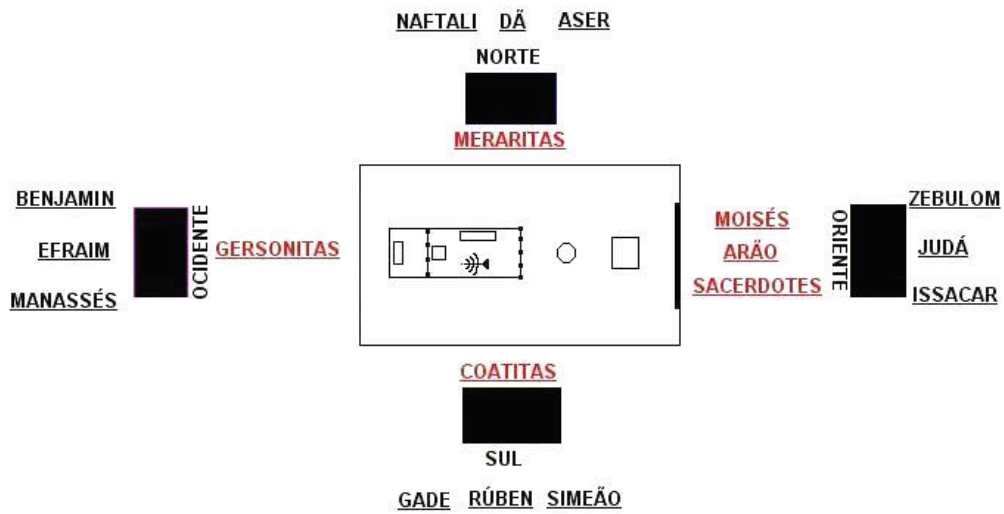 NAFTALI DÃ ASER
NORTE
MERARITAS
BENJAMIN
EFRAIM
MANASSÉS
OCIDENTE
GERSONITAS
MOISÉS
ARÃO
SACERDOTES
ORIENTE
ZEBULOM
JUDÁ
ISSACAR
COATITAS
SUL
GADE RÚBEN SIMEÃO